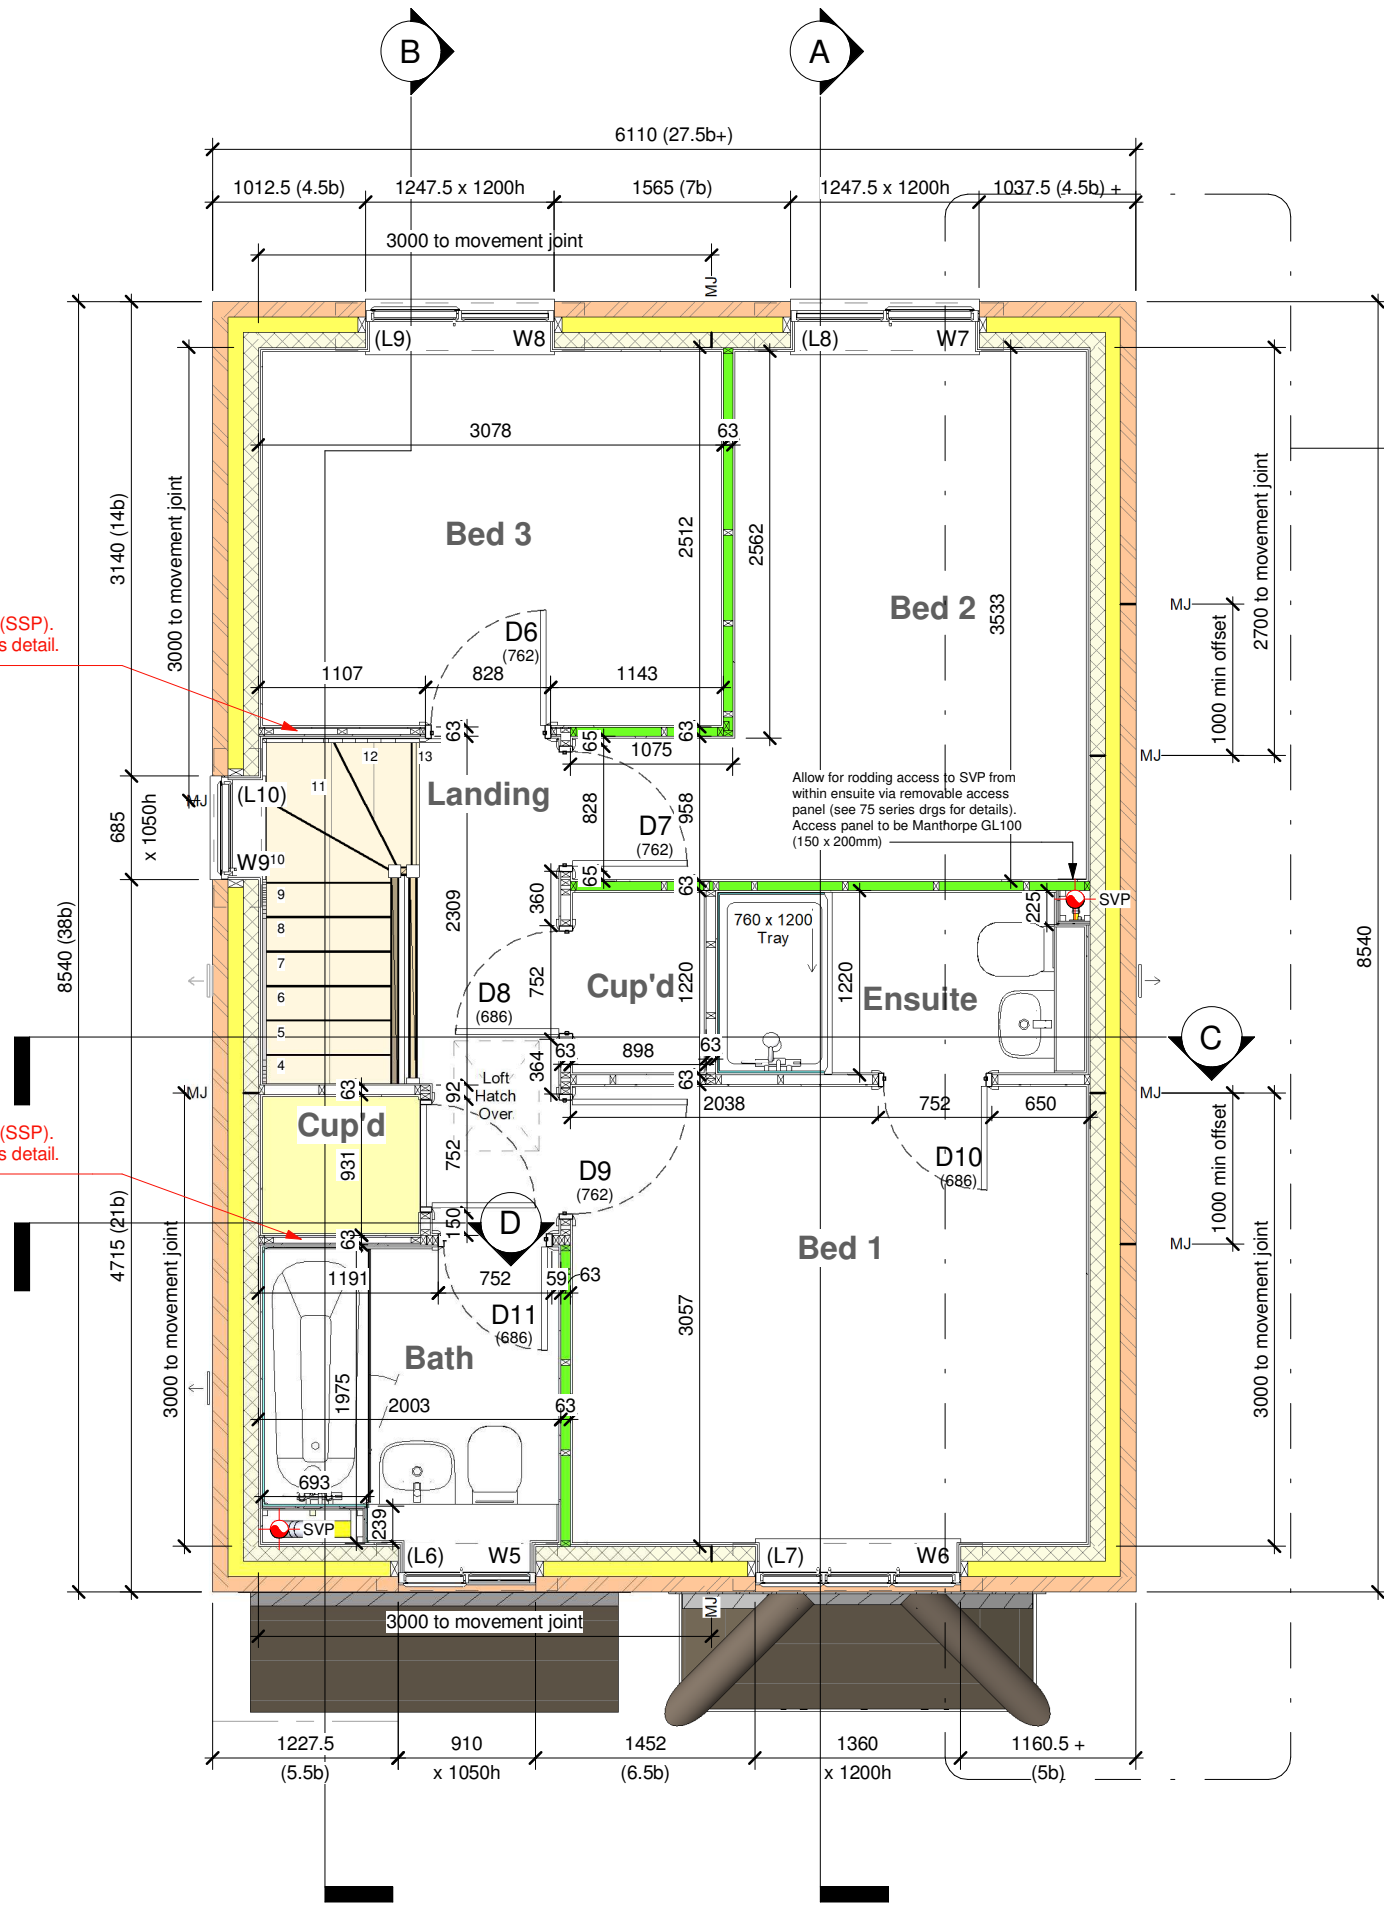 B
A
6110 (27.5b+)
1012.5 (4.5b)
1247.5 x 1200h
1565 (7b)
1247.5 x 1200h
1037.5 (4.5b) +
3000 to movement joint
MJ
(L9)
W8
(L8)
W7
3078
63
3140 (14b)
3000 to movement joint
Bed 3
2512
2562
Bed 2
3533
2700 to movement joint
1000 min offset
MJ
MJ
(SSP).
s detail.
D6
(762)
1107
828
1143
63
63
65
1075
12
13
11
Landing
(L10)
MJ
685
x 1050h
W9
10
828
D7
(762)
958
65
63
Allow for rodding access to SVP from
within ensuite via removable access
panel (see 75 series drgs for details).
Access panel to be Manthorpe GL100
(150 x 200mm)
9
8
7
6
5
4
2309
360
225
SVP
760 x 1200
Tray
8540 (38b)
8540
752
D8
(686)
Cup'd
1220
1220
Ensuite
C
63
898
63
364
63
Loft
Hatch
Over
63
92
MJ
MJ
2038
752
650
Cup'd
(SSP).
s detail.
931
752
D9
(762)
D10
(686)
1000 min offset
150
D
63
MJ
4715 (21b)
3000 to movement joint
3000 to movement joint
Bed 1
1191
752
59
63
D11
(686)
3057
Bath
1975
2003
63
693
239
SVP
(L6)
W5
(L7)
W6
3000 to movement joint
MJ
1227.5
(5.5b)
910
x 1050h
1452
(6.5b)
1360
x 1200h
1160.5 +
(5b)